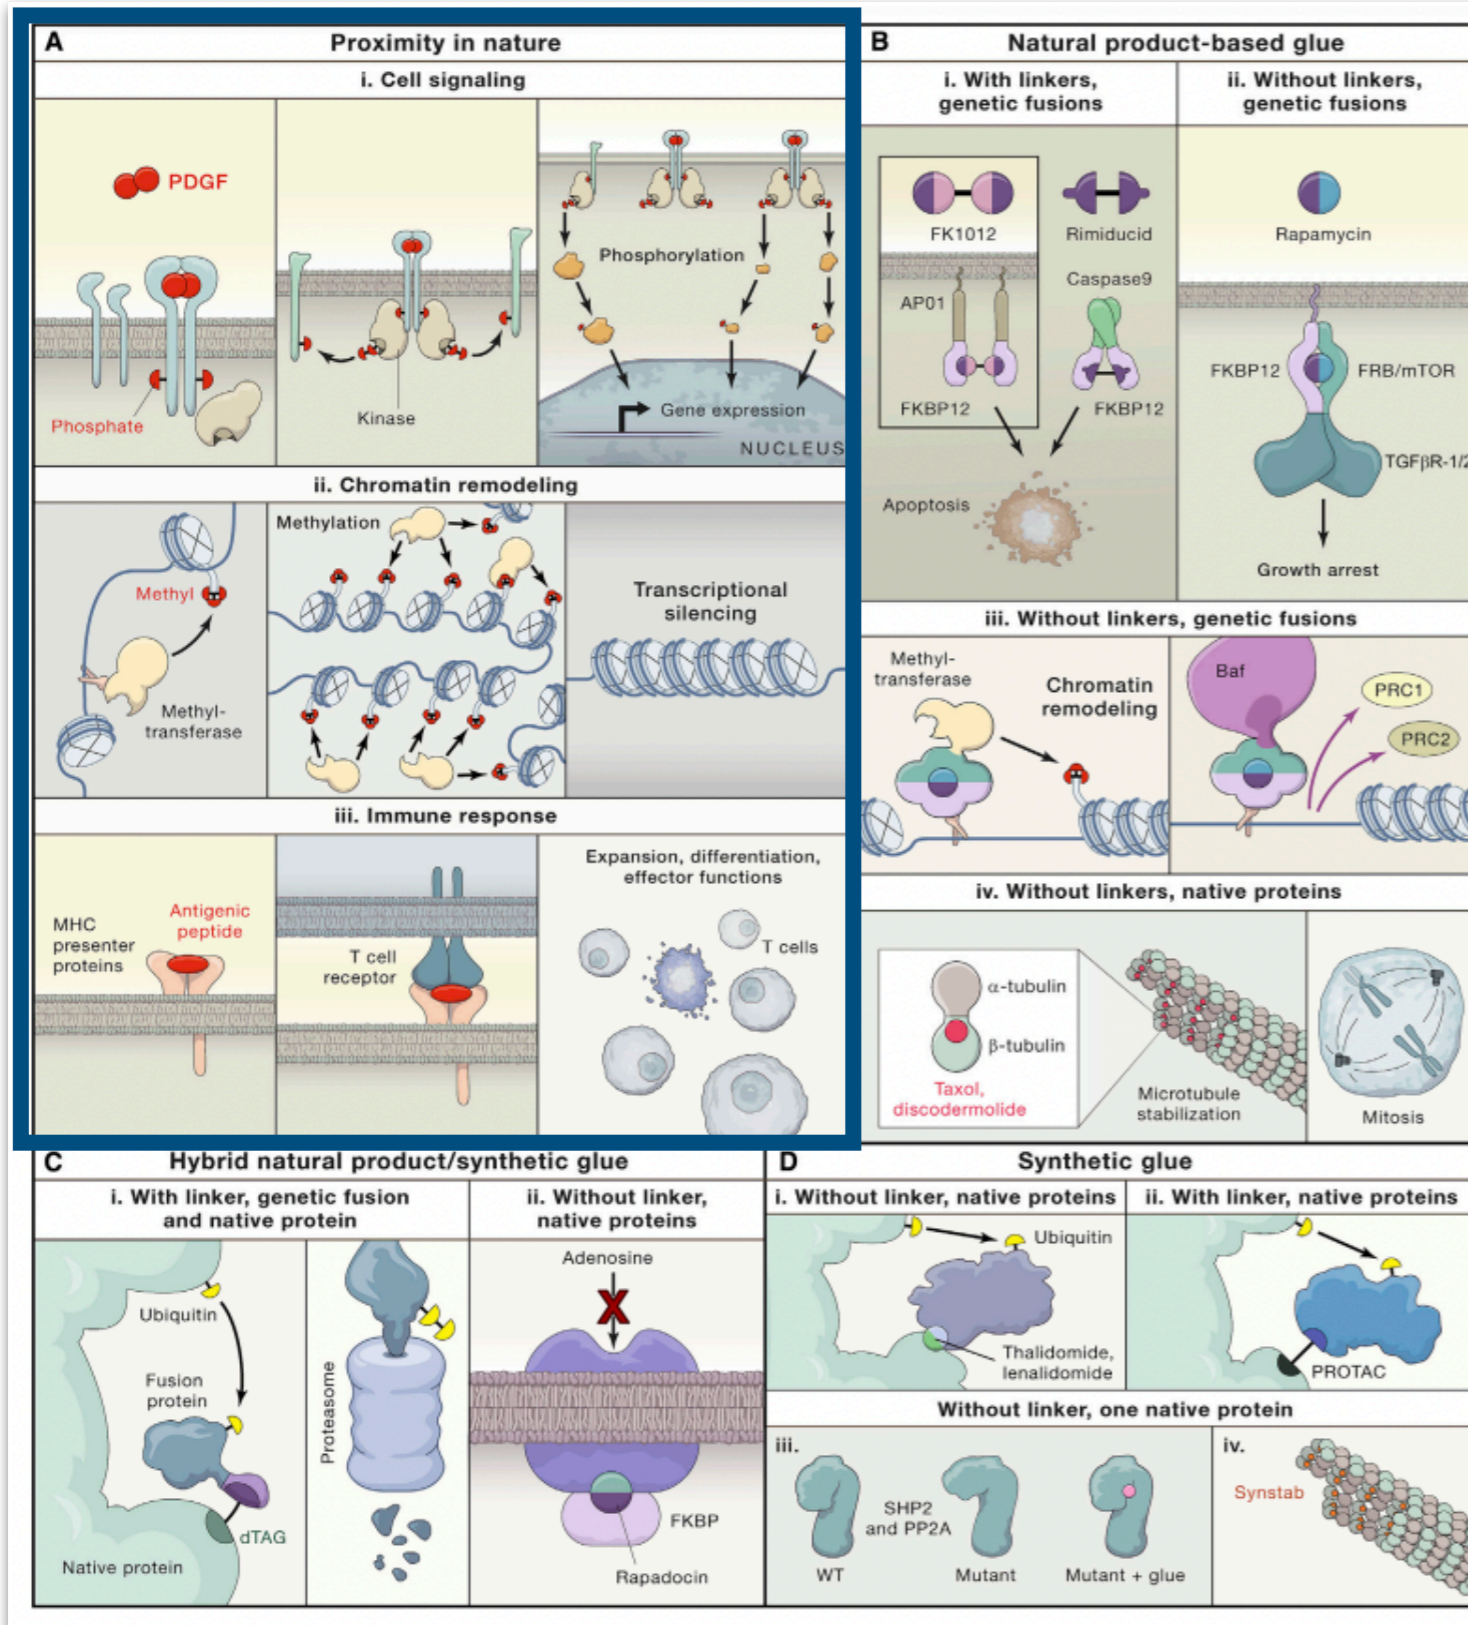 A
Proximity in nature
i. Cell signaling
PDGF
Phosphate
Kinase
Phosphorylation
Gene expression
NUCLEUS
ii. Chromatin remodeling
Methyl
Methyl-
transferase
Methylation
Transcriptional
silencing
iii. Immune response
MHC
presenter
proteins
Antigenic
peptide
T cell
receptor
Expansion, differentiation,
effector functions
T cells
B
Natural product-based glue
i. With linkers,
genetic fusions
FK1012
Rimiducid
AP01
Caspase9
FKBP12
FKBP12
Apoptosis
ii. Without linkers,
genetic fusions
Rapamycin
FKBP12
FRB/mTOR
TGFβR-1/2
Growth arrest
iii. Without linkers, genetic fusions
Methyl-
transferase
Chromatin
remodeling
Baf
PRC1
PRC2
iv. Without linkers, native proteins
α-tubulin
β-tubulin
Taxol,
discodermolide
Microtubule
stabilization
Mitosis
C
Hybrid natural product/synthetic glue
i. With linker, genetic fusion
and native protein
Ubiquitin
Fusion
protein
dTAG
Native protein
Proteasome
ii. Without linker,
native proteins
Adenosine
X
FKBP
Rapadocin
D
Synthetic glue
i. Without linker, native proteins
Ubiquitin
Thalidomide,
lenalidomide
ii. With linker, native proteins
PROTAC
Without linker, one native protein
iii.
SHP2
and PP2A
WT
Mutant
Mutant + glue
iv.
Synstab